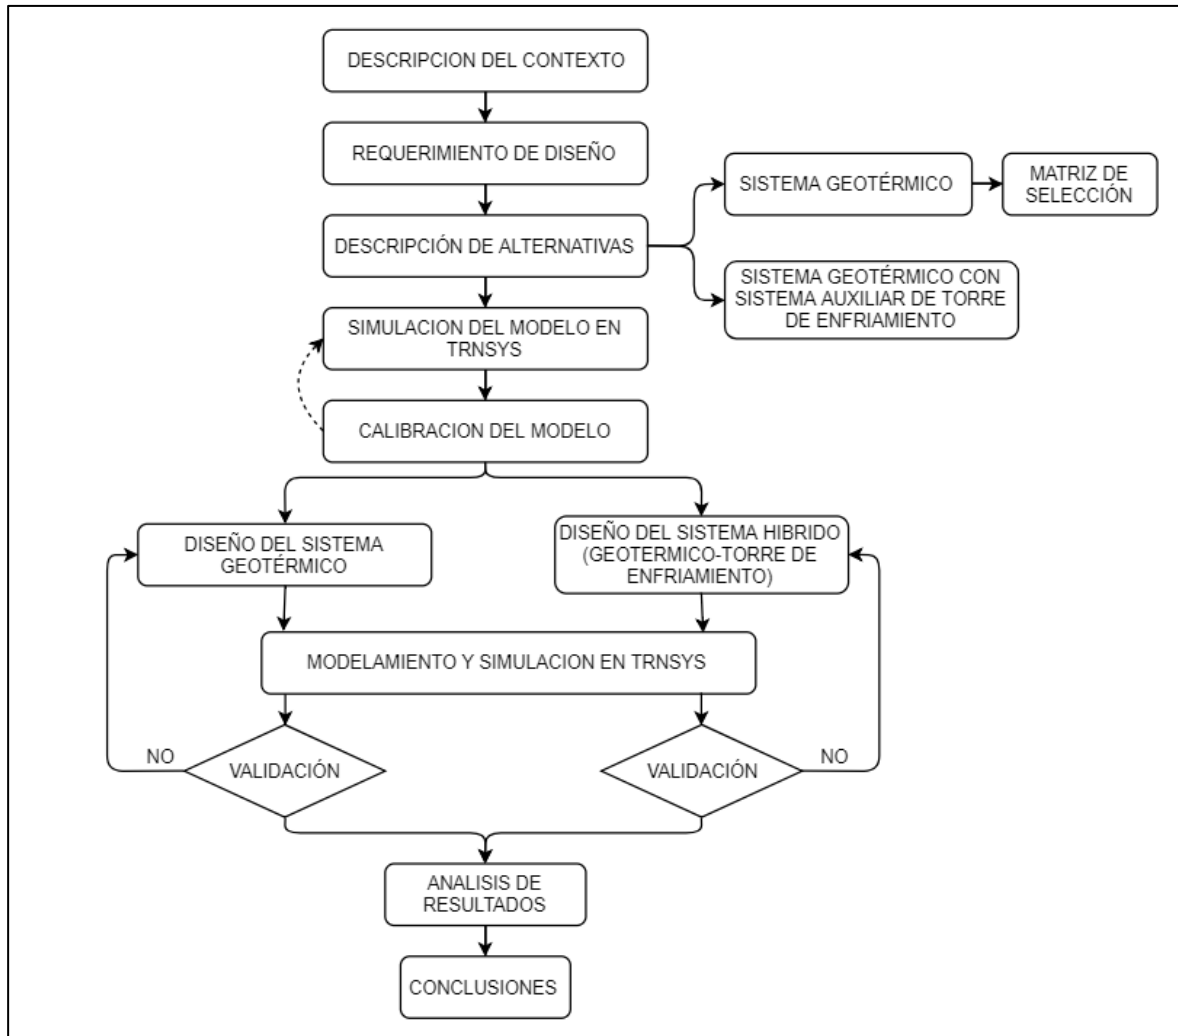 DESCRIPCION DEL CONTEXTO
REQUERIMIENTO DE DISEÑO
DESCRIPCIÓN DE ALTERNATIVAS
SISTEMA GEOTÉRMICO
MATRIZ DE
SELECCIÓN
SISTEMA GEOTÉRMICO CON
SISTEMA AUXILIAR DE TORRE
DE ENFRIAMIENTO
SIMULACION DEL MODELO EN
TRNSYS
CALIBRACION DEL MODELO
DISEÑO DEL SISTEMA
GEOTÉRMICO
DISEÑO DEL SISTEMA HIBRIDO
(GEOTERMICO-TORRE DE
ENFRIAMIENTO)
MODELAMIENTO Y SIMULACION EN TRNSYS
NO
VALIDACIÓN
VALIDACIÓN
NO
ANALISIS DE
RESULTADOS
CONCLUSIONES